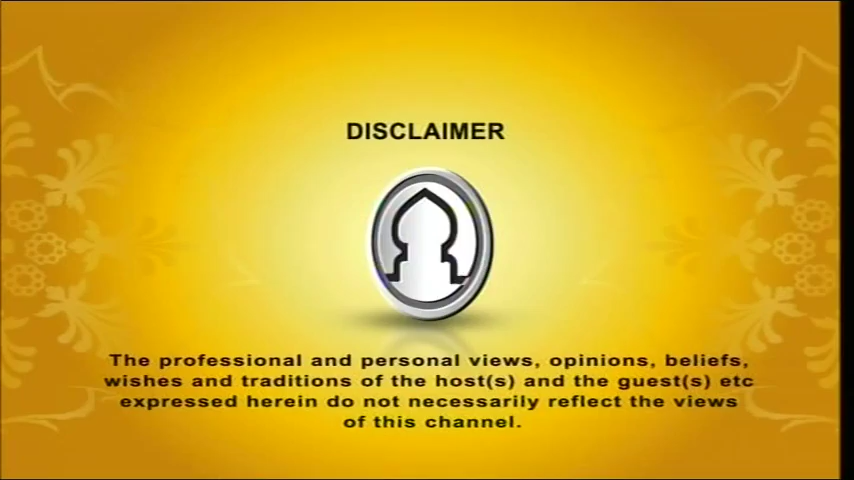 DISCLAIMER
The professional and personal views, opinions, beliefs,
wishes and traditions of the host(s) and the guest(s) etc
expressed herein do not necessarily reflect the views
of this channel.